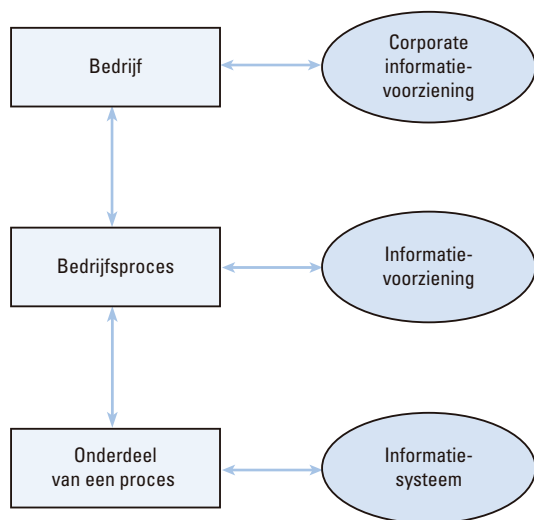 Bedrijf
Corporate
informatie-
voorziening
Bedrijfsproces
Informatie-
voorziening
Onderdeel
van een proces
Informatie-
systeem